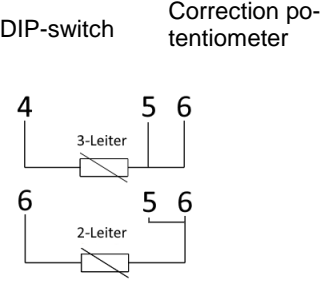 DIP-switch
Correction po-
tentiometer
4 5 6
3-Leiter
6 5 6
2-Leiter